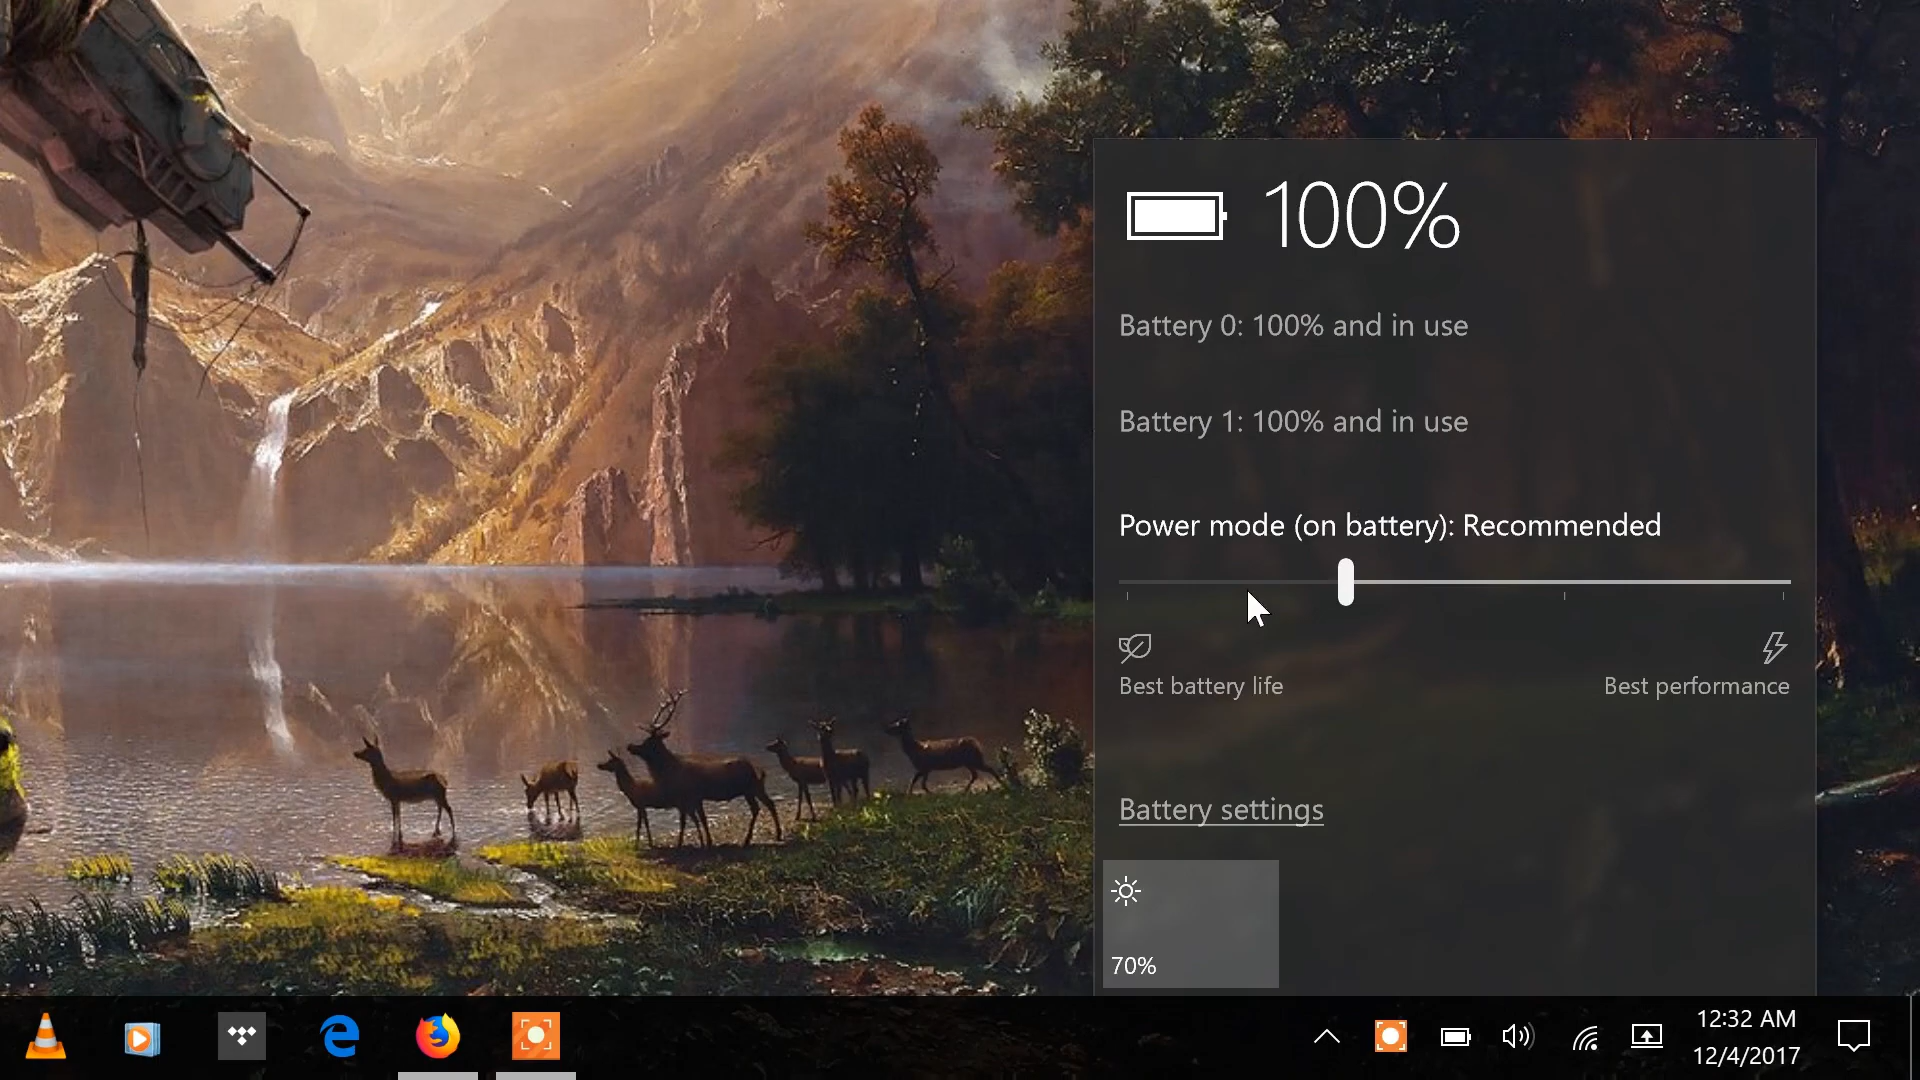 100%
Battery 0: 100% and in use
Battery 1: 100% and in use
Power mode (on battery): Recommended
Best battery life
Best performance
Battery settings
70%
12:32 AM
12/4/2017